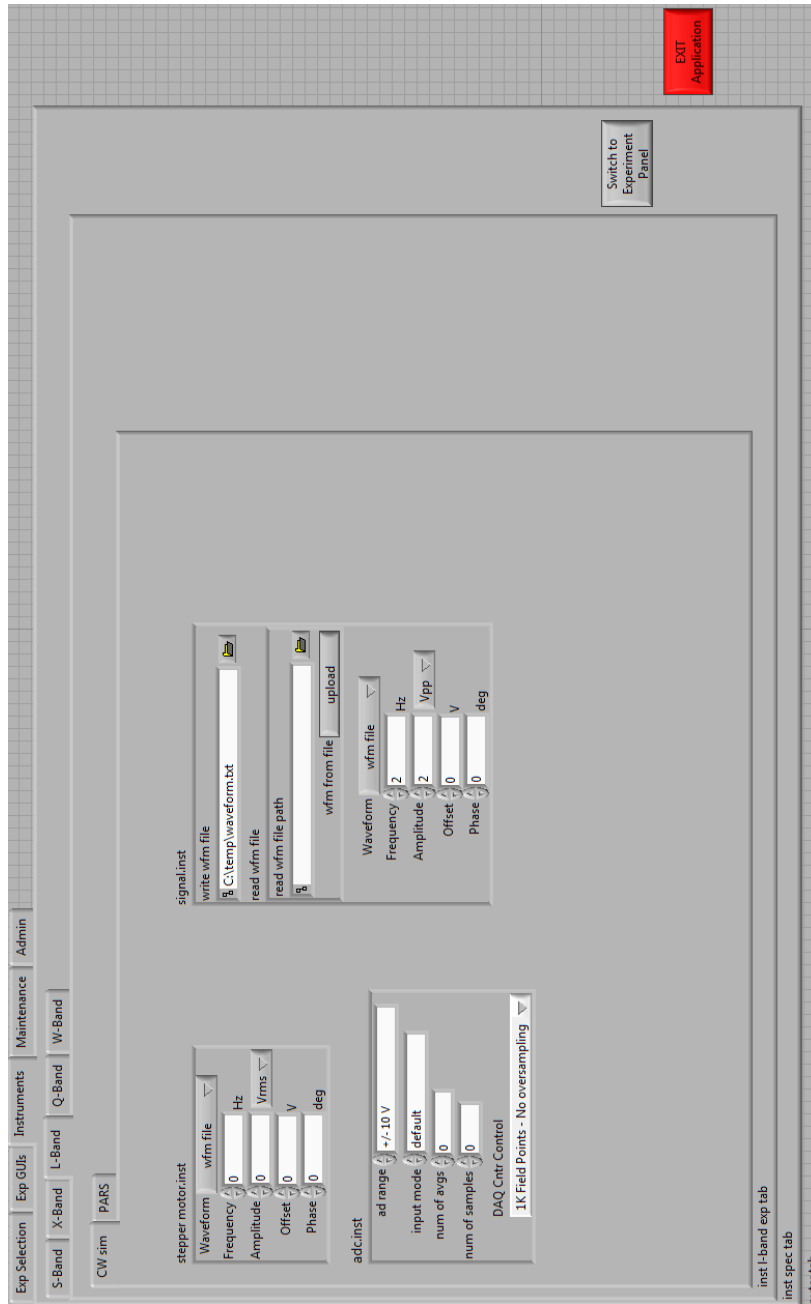 Exp Selection Exp GUIs Instruments Maintenance Admin
S-Band X-Band L-Band Q-Band W-Band
CW sim PARS
stepper motor.inst
Waveform wfm file
Frequency 0 Hz
Amplitude 0 Vrms
Offset 0 V
Phase 0 deg
adc.inst
ad range +/- 10 V
input mode default
num of avgs 0
num of samples 0
DAQ Cntr Control
1K Field Points - No oversampling
signal.inst
write wfm file
C:\temp\waveform.txt
read wfm file
read wfm file path
wfm from file upload
Waveform wfm file
Frequency 2 Hz
Amplitude 2 Vpp
Offset 0 V
Phase 0 deg
Switch to
Experiment
Panel
EXIT
Application
inst l-band exp tab
inst spec tab